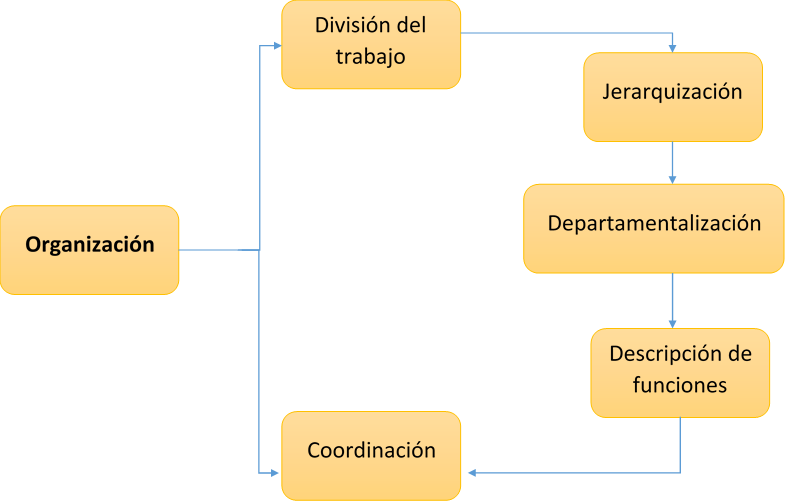 División del
trabajo
Jerarquización
Departamentalización
Organización
Descripción de
funciones
Coordinación